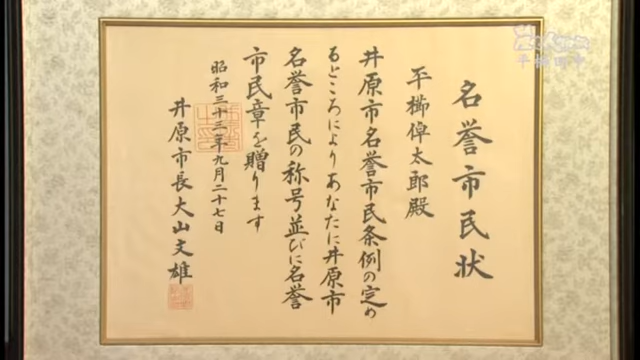 名誉市民状
平櫛倬太郎殿
井原市名誉市民条例の定め
るところによりあなたに井原市
名誉市民の称号並びに名誉
市民章を贈ります
昭和三十三年九月二十七日
井原市長大山文雄
平櫛田中